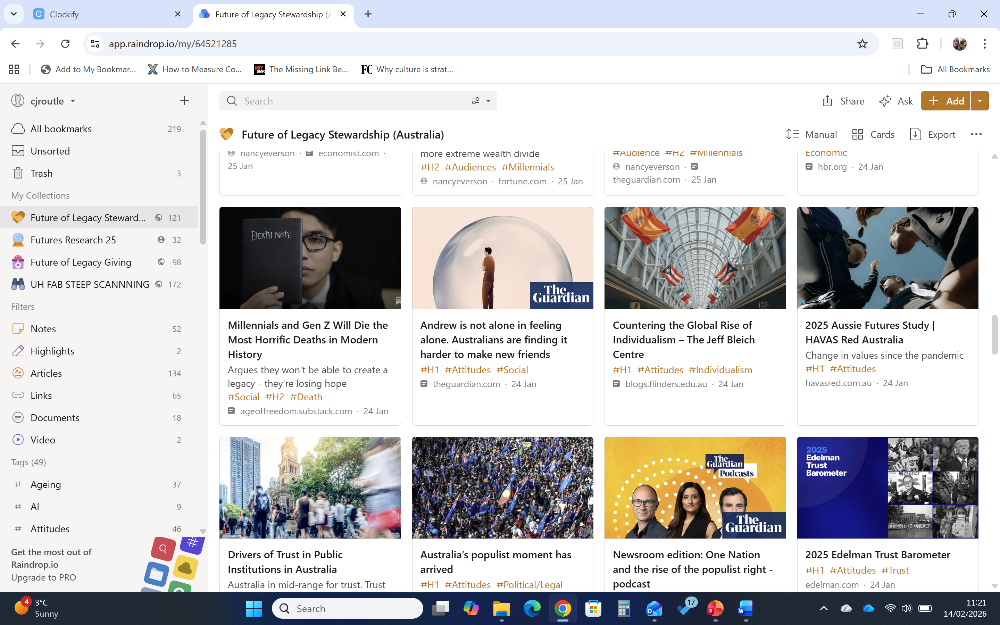 Clockify
Future of Legacy Stewardship (A
app.raindrop.io/my/64521285
Add to My Bookmar...
How to Measure Co...
MIT SMR
The Missing Link Be...
FC
Why culture is strat...
All Bookmarks
cjroutle
All bookmarks 219
Unsorted
Trash 3
My Collections
Future of Legacy Steward... 121
Futures Research 25 32
Future of Legacy Giving 98
UH FAB STEEP SCANNNING 172
Filters
Notes 52
Highlights 2
Articles 134
Links 65
Documents 18
Video 2
Tags (49)
# Ageing 37
# AI 9
# Attitudes 46
Get the most out of
Raindrop.io
Upgrade to PRO
Search
Share
Ask
Add
Future of Legacy Stewardship (Australia)
Manual
Cards
Export
nancyeverson · economist.com ·
25 Jan
more extreme wealth divide
#H2 #Audiences #Millennials
nancyeverson · fortune.com · 25 Jan
#Audience #H2 #Millennials
nancyeverson ·
theguardian.com · 25 Jan
Economic
hbr.org · 24 Jan
DEATH NOTE
Millennials and Gen Z Will Die the
Most Horrific Deaths in Modern
History
Argues they won't be able to create a
legacy - they're losing hope
#Social #H2 #Death
ageoffreedom.substack.com · 24 Jan
The
Guardian
Andrew is not alone in feeling
alone. Australians are finding it
harder to make new friends
#H1 #Attitudes #Social
theguardian.com · 24 Jan
Countering the Global Rise of
Individualism – The Jeff Bleich
Centre
#H1 #Attitudes #Individualism
blogs.flinders.edu.au · 24 Jan
2025 Aussie Futures Study |
HAVAS Red Australia
Change in values since the pandemic
#H1 #Attitudes
havasred.com.au · 24 Jan
Drivers of Trust in Public
Institutions in Australia
Australia in mid-range for trust. Trust
Australia’s populist moment has
arrived
#H1 #Attitudes #Political/Legal
The
Guardian
Podcasts
The
Guardian
Newsroom edition: One Nation
and the rise of the populist right -
podcast
2025
Edelman
Trust
Barometer
TAX EXTREME WEALTH
2025 Edelman Trust Barometer
#H1 #Attitudes #Trust
edelman.com · 24 Jan
4
3°C
Sunny
Search
17
11:21
14/02/2026